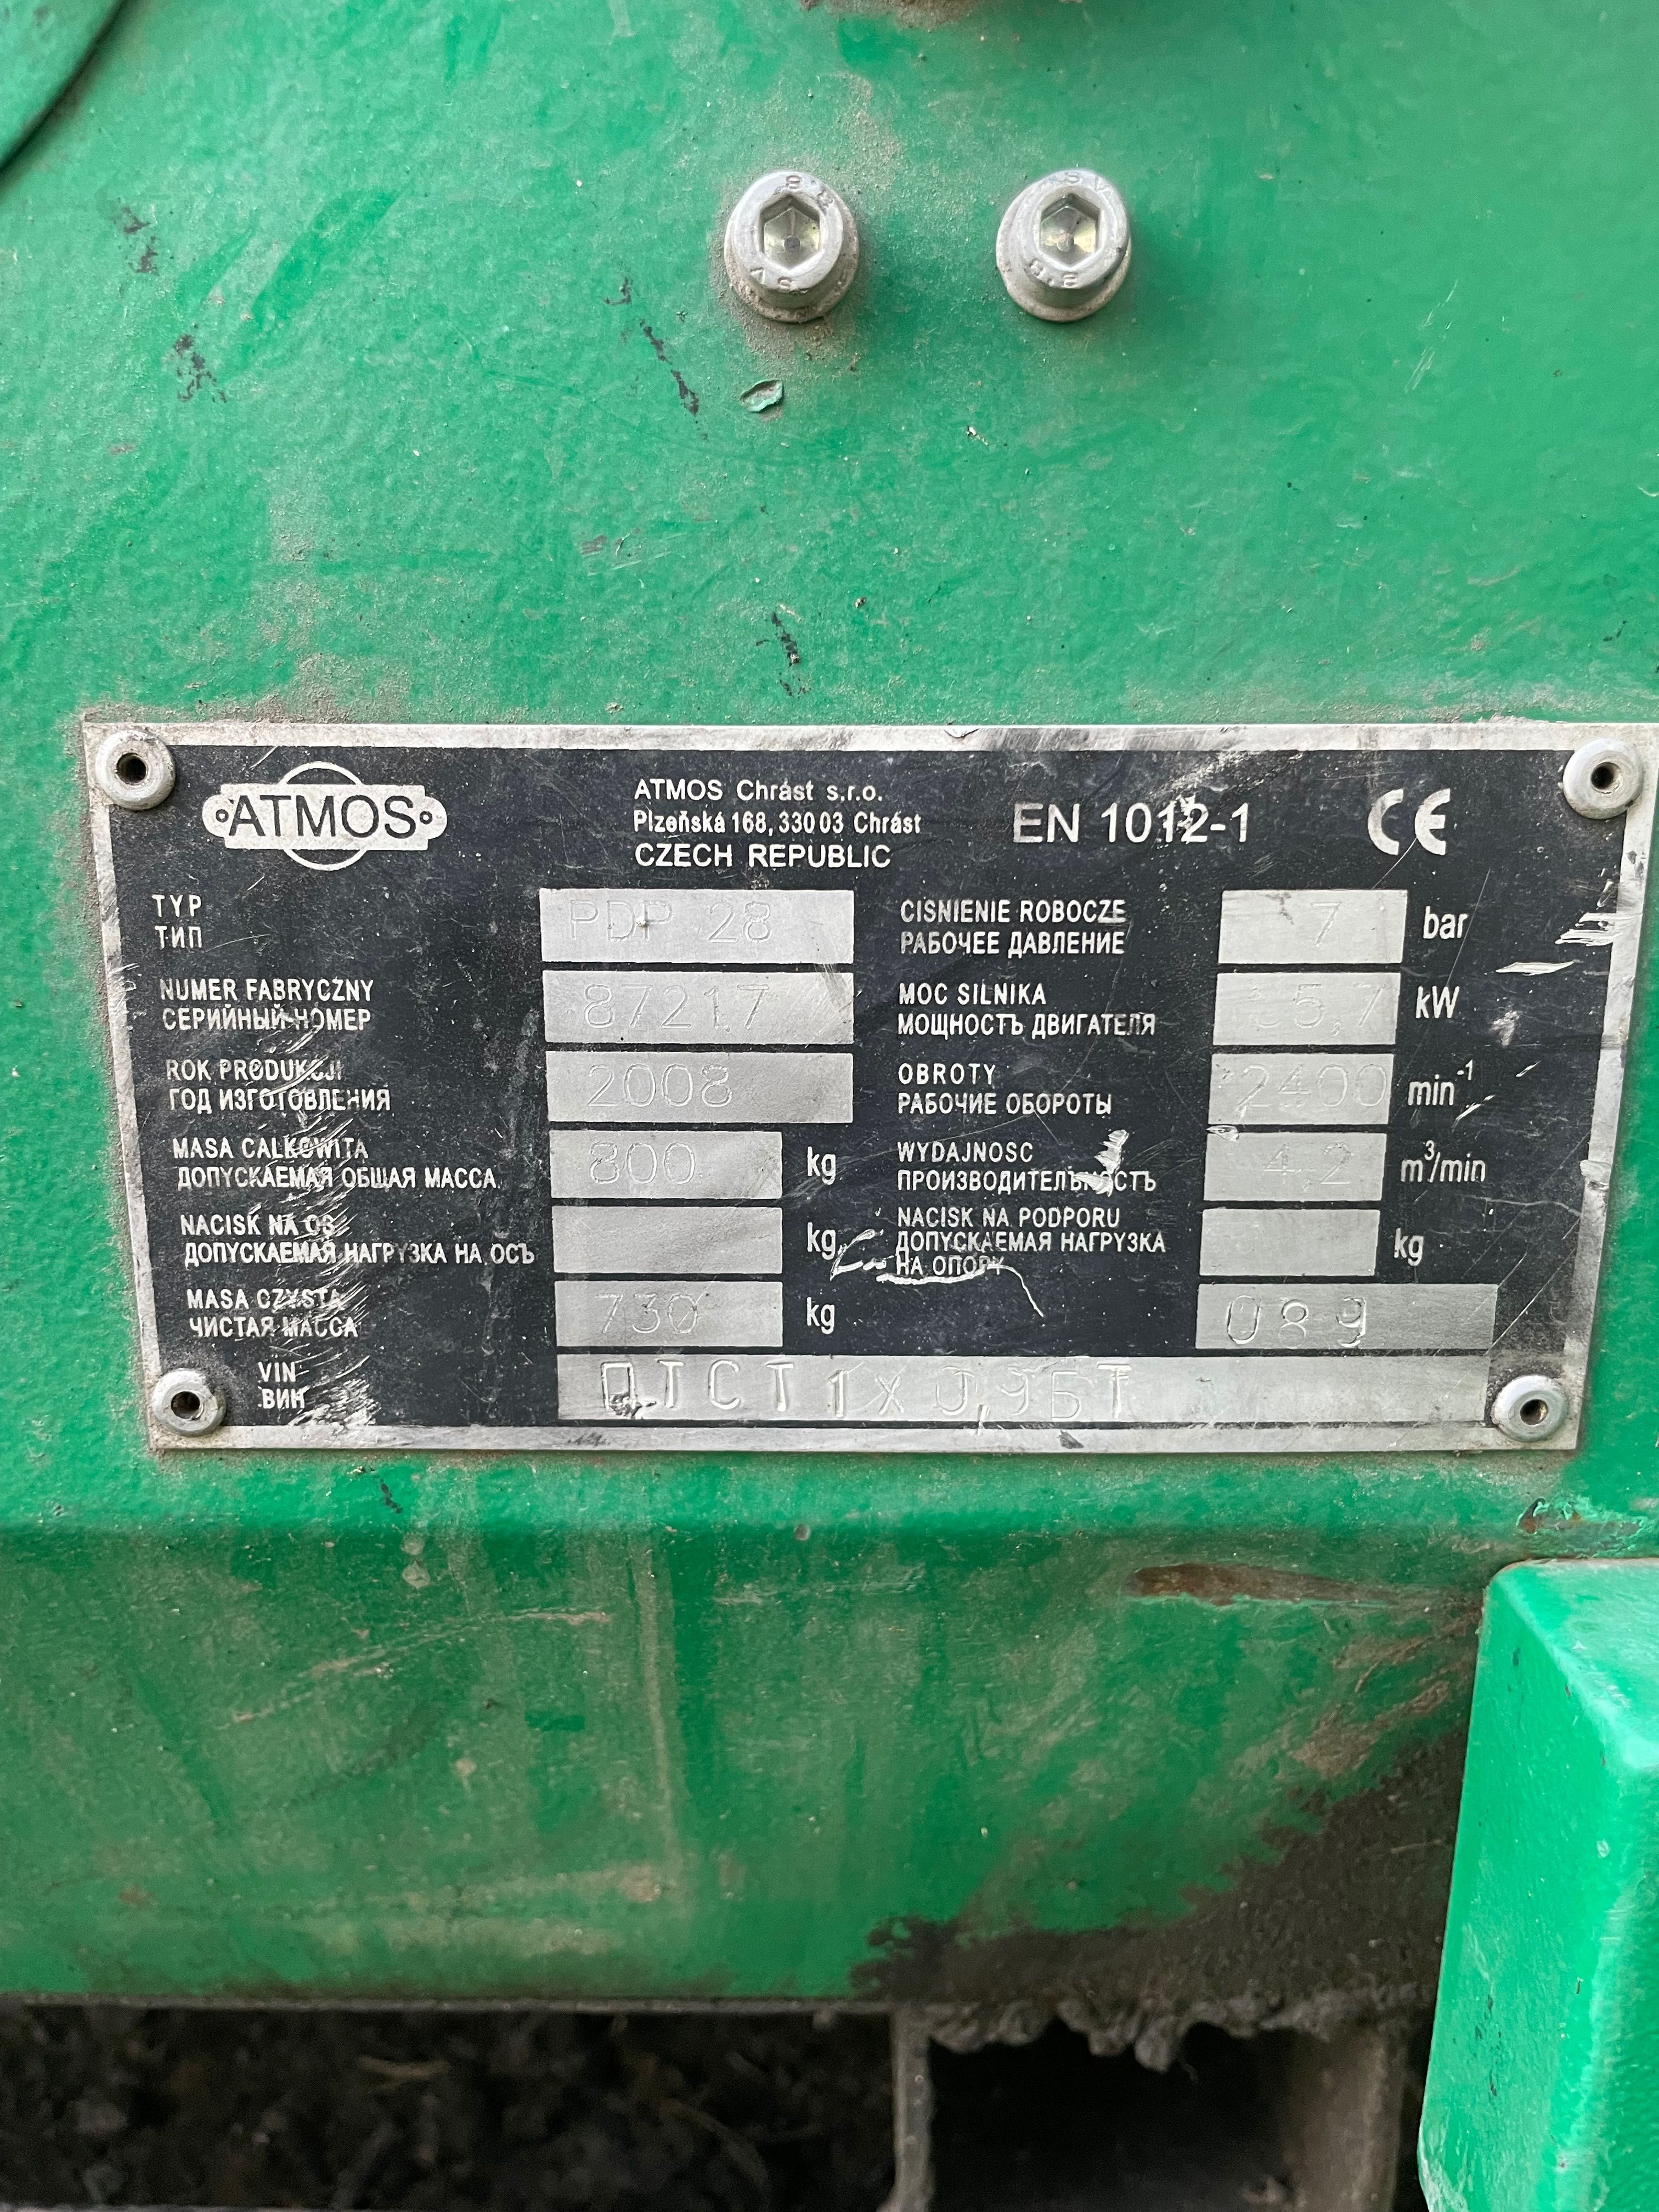 8.8
ATMOS
ATMOS Chrást s.r.o.
Plzeňská 168, 330 03 Chrást
CZECH REPUBLIC
EN 1012-1
CE
TYP
ТИП
PDP 28
CISNIENIE ROBOCZE
РАБОЧЕЕ ДАВЛЕНИЕ
7 bar
NUMER FABRYCZNY
СЕРИЙНЫЙ НОМЕР
87217
MOC SILNIKA
МОЩНОСТЬ ДВИГАТЕЛЯ
kW
ROK PRODUKCJI
ГОД ИЗГОТОВЛЕНИЯ
2008
OBROTY
РАБОЧИЕ ОБОРОТЫ
2400 min-1
MASA CALKOWITA
ДОПУСКАЕМАЯ ОБЩАЯ МАССА
800 kg
WYDAJNOSC
ПРОИЗВОДИТЕЛЬНОСТЬ
4,2 m³/min
NACISK NA OS
ДОПУСКАЕМАЯ НАГРУЗКА НА ОСЬ
kg
NACISK NA PODPORU
ДОПУСКАЕМАЯ НАГРУЗКА
НА ОПОРУ
kg
MASA CZYSTA
ЧИСТАЯ МАССА
730 kg
089
VIN
ВИН